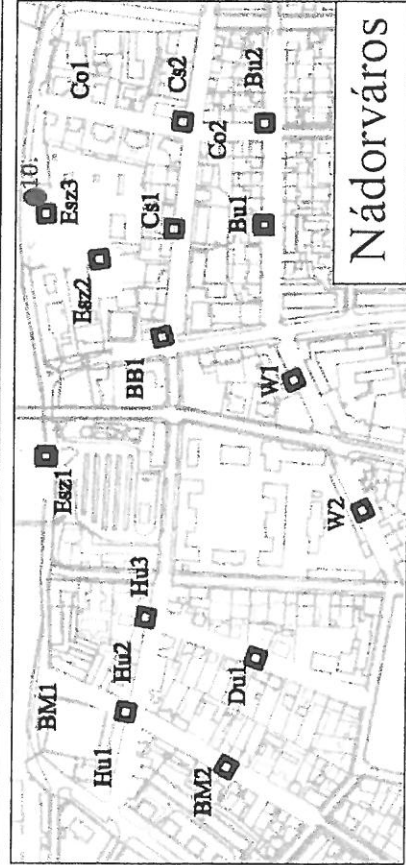 Co1
10.
Esz3
Cs2
Bu2
Co2
Esz2
Cs1
Bu1
BB1
Esz1
W1
W2
Hu3
BM1
Hu2
Du1
Hu1
BM2
Nádorváros